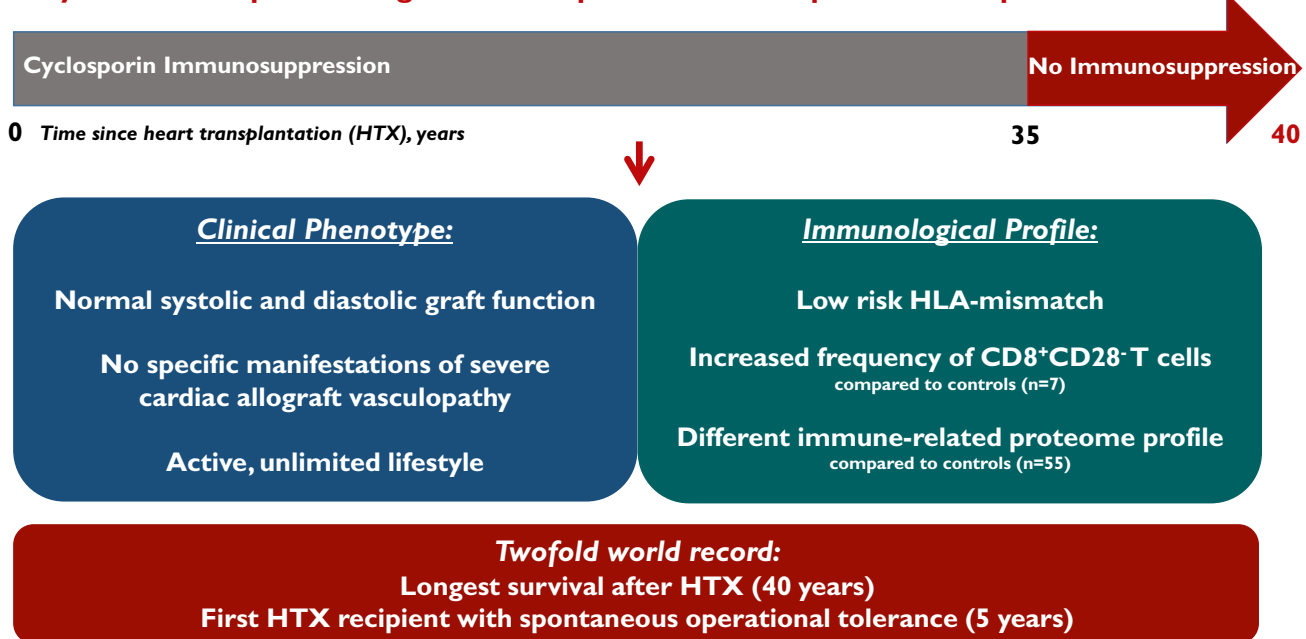 Cyclosporin Immunosuppression
No Immunosuppression
0 Time since heart transplantation (HTX), years 35 40
Clinical Phenotype:
Normal systolic and diastolic graft function
No specific manifestations of severe
cardiac allograft vasculopathy
Active, unlimited lifestyle
Immunological Profile:
Low risk HLA-mismatch
Increased frequency of CD8⁺CD28⁻ T cells
compared to controls (n=7)
Different immune-related proteome profile
compared to controls (n=55)
Twofold world record:
Longest survival after HTX (40 years)
First HTX recipient with spontaneous operational tolerance (5 years)